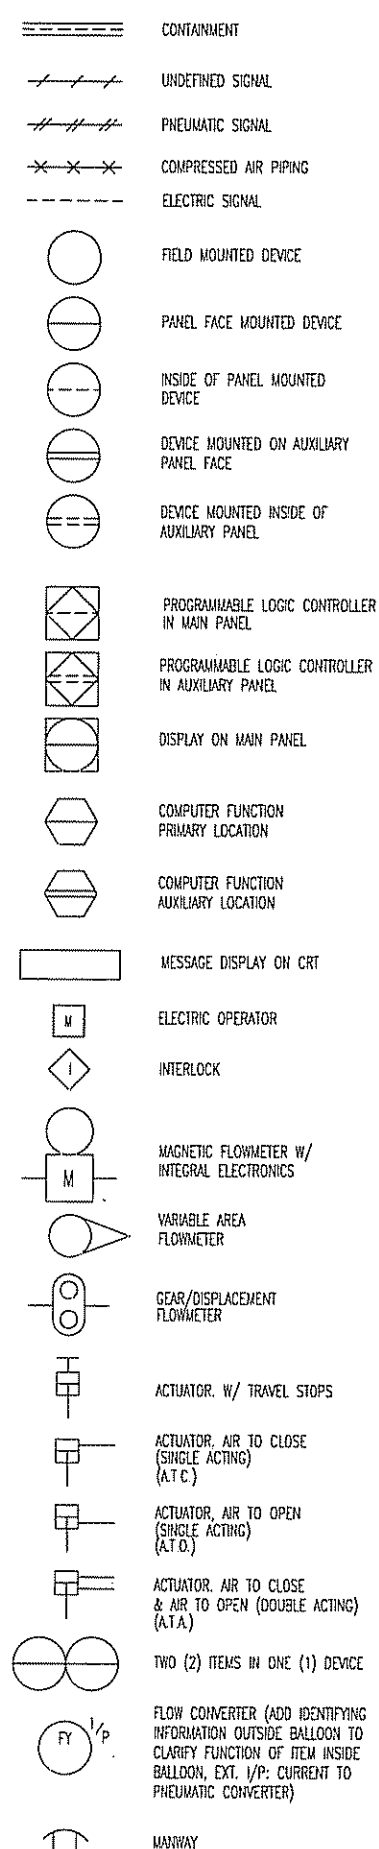 CONTAINMENT
UNDEFINED SIGNAL
PNEUMATIC SIGNAL
COMPRESSED AIR PIPING
ELECTRIC SIGNAL
FIELD MOUNTED DEVICE
PANEL FACE MOUNTED DEVICE
INSIDE OF PANEL MOUNTED
DEVICE
DEVICE MOUNTED ON AUXILIARY
PANEL FACE
DEVICE MOUNTED INSIDE OF
AUXILIARY PANEL
PROGRAMMABLE LOGIC CONTROLLER
IN MAIN PANEL
PROGRAMMABLE LOGIC CONTROLLER
IN AUXILIARY PANEL
DISPLAY ON MAIN PANEL
COMPUTER FUNCTION
PRIMARY LOCATION
COMPUTER FUNCTION
AUXILIARY LOCATION
MESSAGE DISPLAY ON CRT
M
ELECTRIC OPERATOR
I
INTERLOCK
M
MAGNETIC FLOWMETER W/
INTEGRAL ELECTRONICS
VARIABLE AREA
FLOWMETER
GEAR/DISPLACEMENT
FLOWMETER
ACTUATOR. W/ TRAVEL STOPS
ACTUATOR. AIR TO CLOSE
(SINGLE ACTING)
(A.T.C.)
ACTUATOR, AIR TO OPEN
(SINGLE ACTING)
(A.T.O.)
ACTUATOR. AIR TO CLOSE
& AIR TO OPEN (DOUBLE ACTING)
(A.T.A.)
TWO (2) ITEMS IN ONE (1) DEVICE
FY
I/P
FLOW CONVERTER (ADD IDENTIFYING
INFORMATION OUTSIDE BALLOON TO
CLARIFY FUNCTION OF ITEM INSIDE
BALLOON, EXT. I/P: CURRENT TO
PNEUMATIC CONVERTER)
MANWAY